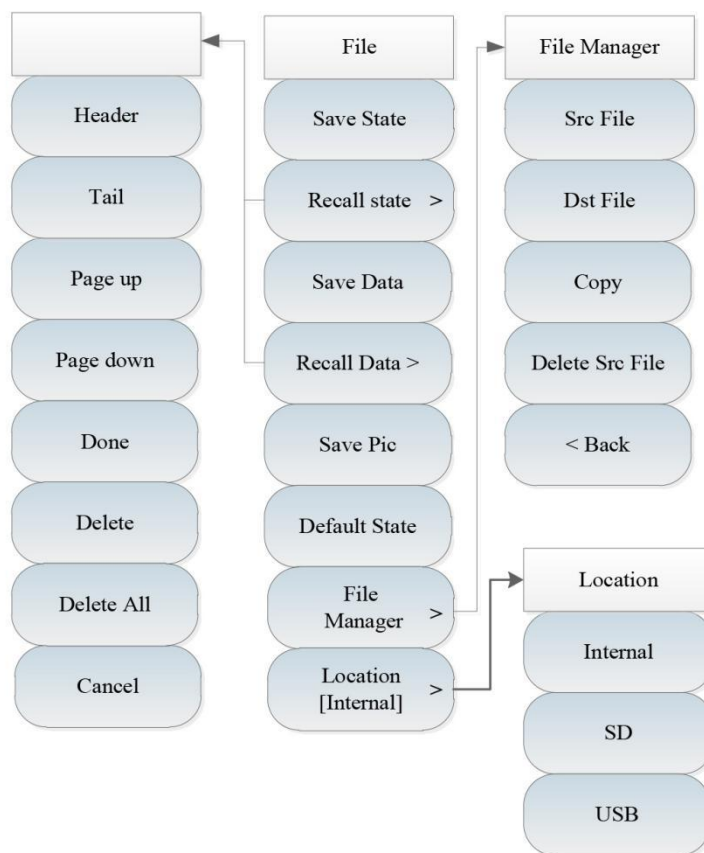 Header
Tail
Page up
Page down
Done
Delete
Delete All
Cancel
File
Save State
Recall state >
Save Data
Recall Data >
Save Pic
Default State
File
Manager >
Location >
[Internal]
File Manager
Src File
Dst File
Copy
Delete Src File
< Back
Location
Internal
SD
USB